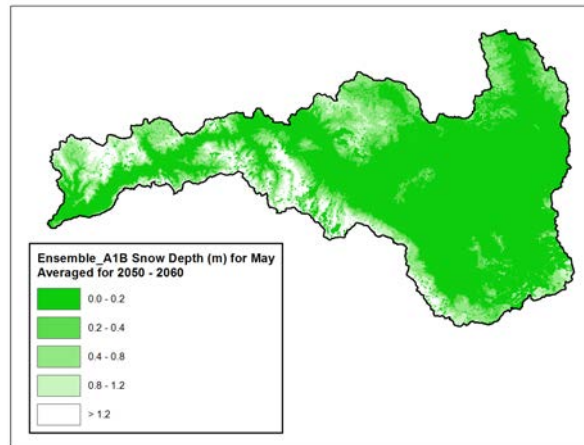 Ensemble_A1B Snow Depth (m) for May
Averaged for 2050 - 2060
0.0 - 0.2
0.2 - 0.4
0.4 - 0.8
0.8 - 1.2
> 1.2